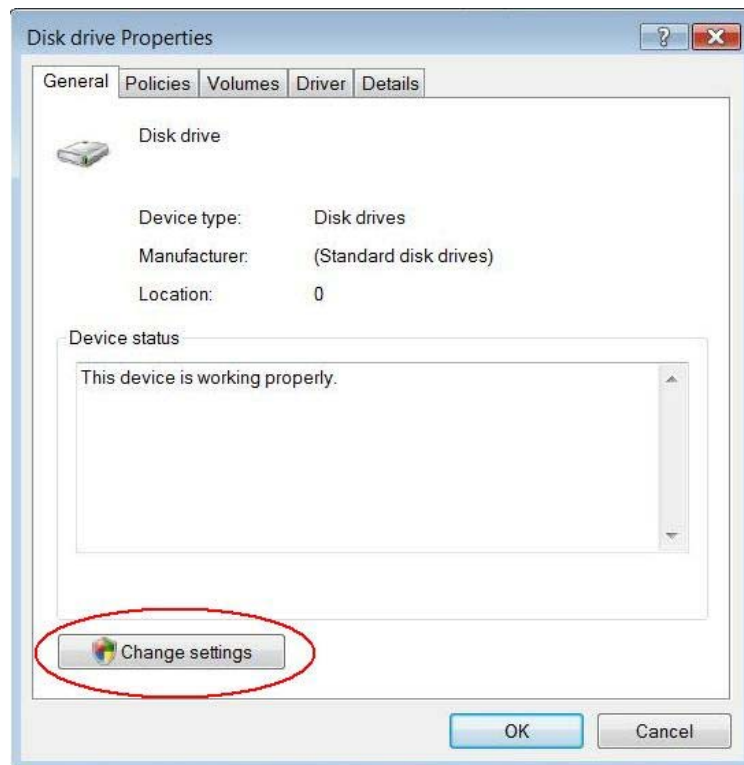 Disk drive Properties
General Policies Volumes Driver Details
Disk drive
Device type: Disk drives
Manufacturer: (Standard disk drives)
Location: 0
Device status
This device is working properly.
Change settings
OK Cancel